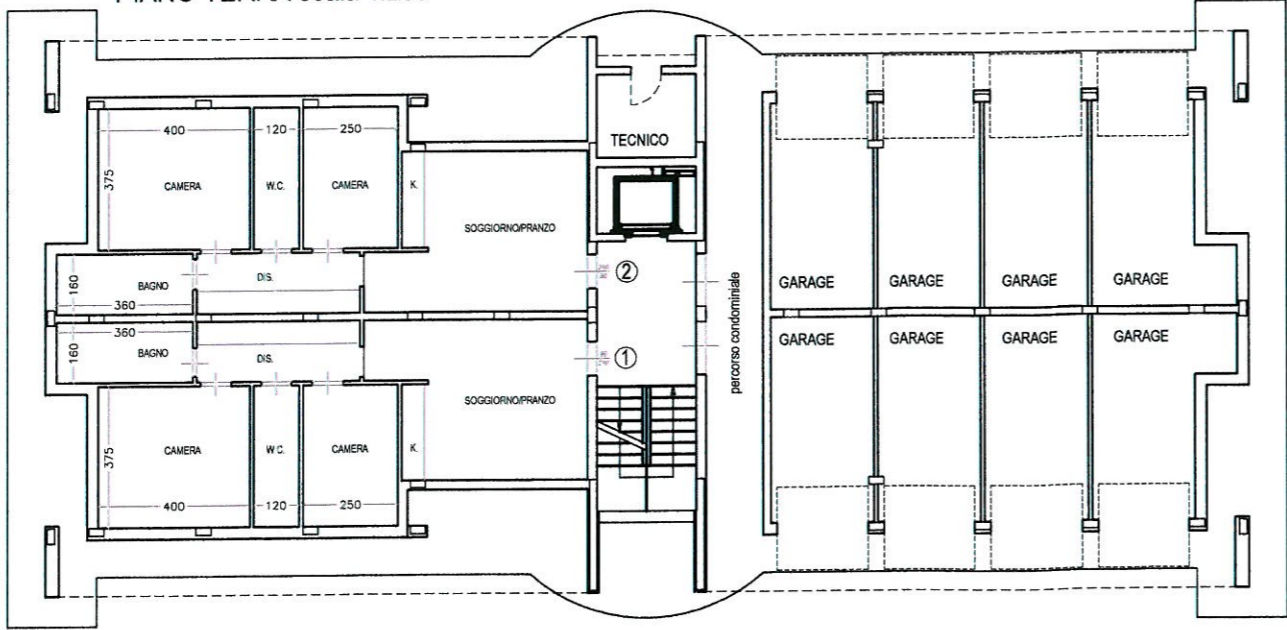 400
120
250
TECNICO
375
CAMERA
W.C.
CAMERA
K.
SOGGIORNO/PRANZO
BAGNO
DIS.
160
360
2
GARAGE
GARAGE
GARAGE
GARAGE
percorso condominiale
360
160
BAGNO
DIS.
1
GARAGE
GARAGE
GARAGE
GARAGE
SOGGIORNO/PRANZO
375
CAMERA
W.C.
CAMERA
K.
400
120
250